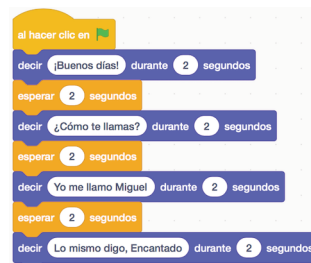 al hacer clic en
decir ¡Buenos días! durante 2 segundos
esperar 2 segundos
decir ¿Cómo te llamas? durante 2 segundos
esperar 2 segundos
decir Yo me llamo Miguel durante 2 segundos
esperar 2 segundos
decir Lo mismo digo, Encantado durante 2 segundos